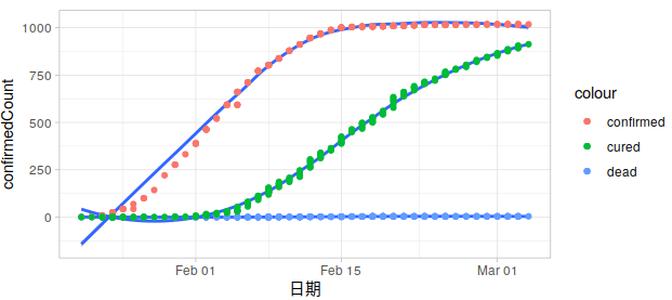 confirmedCount
1000
750
500
250
0
Feb 01
Feb 15
Mar 01
日期
colour
confirmed
cured
dead